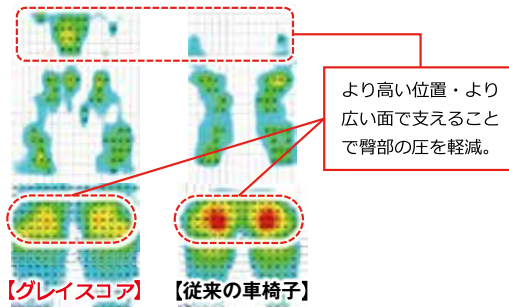 より高い位置・より
広い面で支えること
で臀部の圧を軽減。
【グレイスコア】
【従来の車椅子】